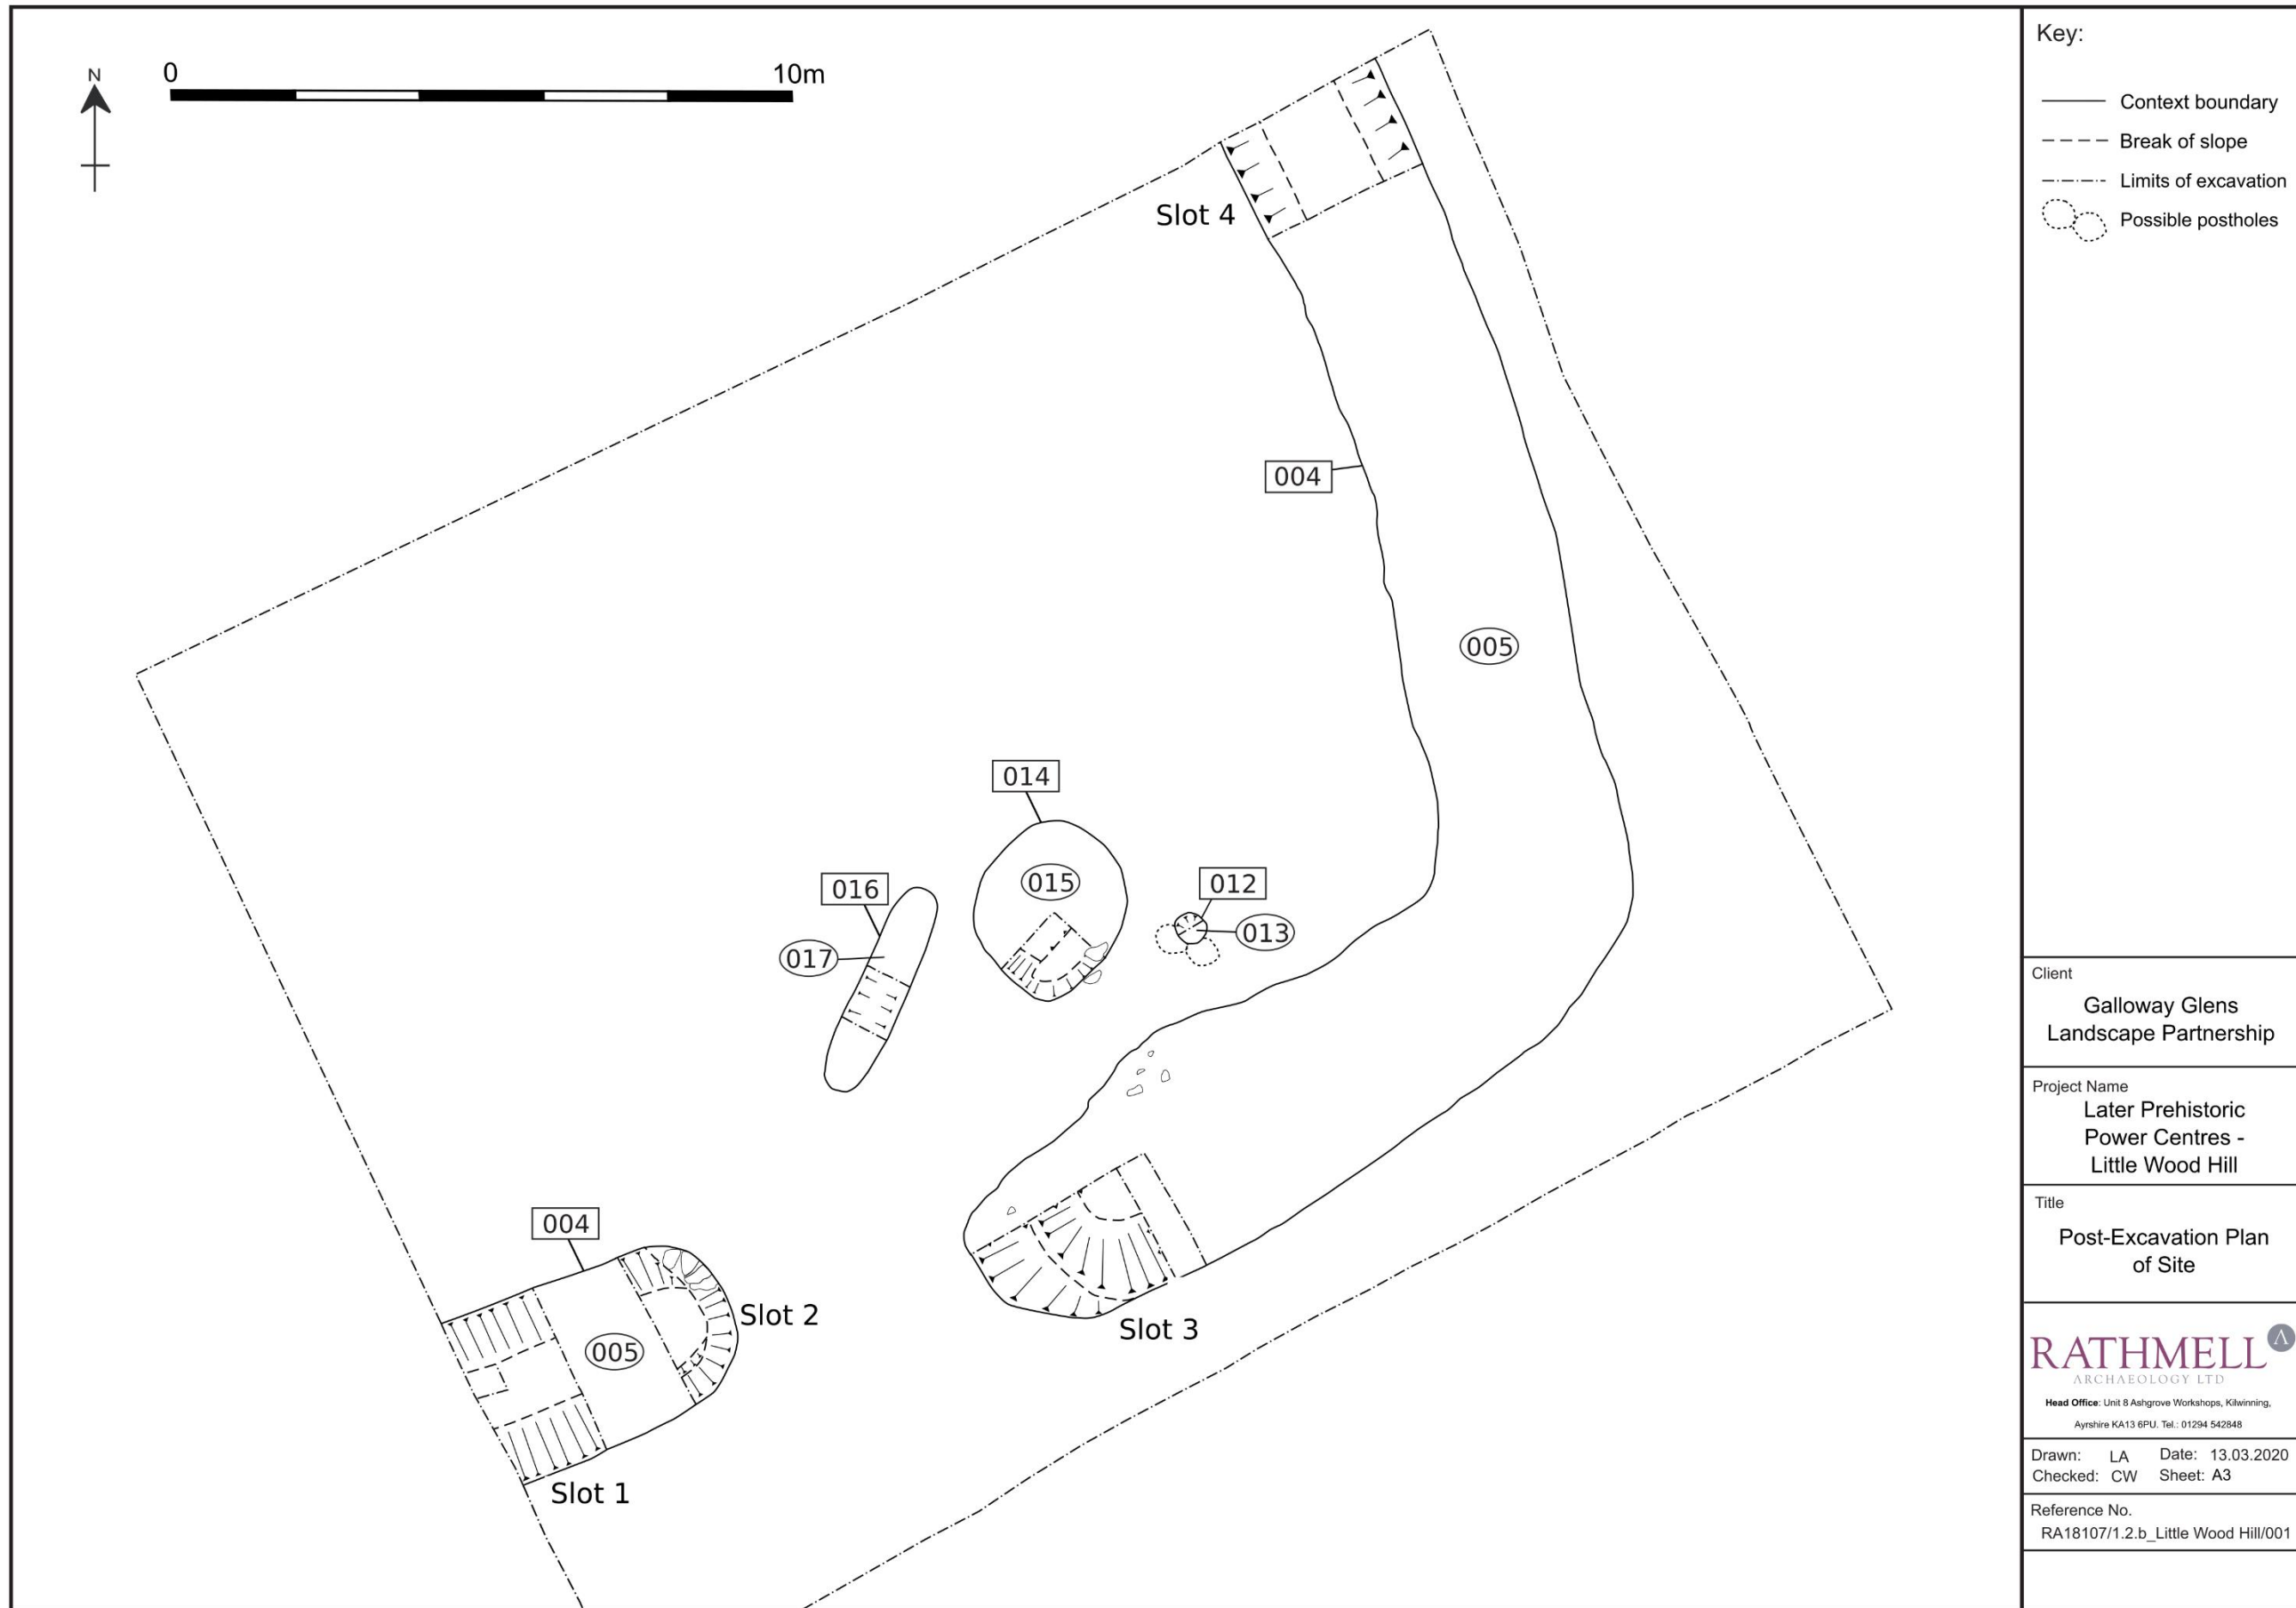 N
0
10m
Slot 4
004
005
014
015
016
017
012
013
004
005
Slot 2
Slot 1
Slot 3
Key:
Context boundary
Break of slope
Limits of excavation
Possible postholes
Client
Galloway Glens
Landscape Partnership
Project Name
Later Prehistoric
Power Centres -
Little Wood Hill
Title
Post-Excavation Plan
of Site
RATHMELL
ARCHAEOLOGY LTD
Head Office: Unit 8 Ashgrove Workshops, Kilwinning,
Ayrshire KA13 6PU. Tel.: 01294 542848
Drawn: LA Date: 13.03.2020
Checked: CW Sheet: A3
Reference No.
RA18107/1.2.b_Little Wood Hill/001